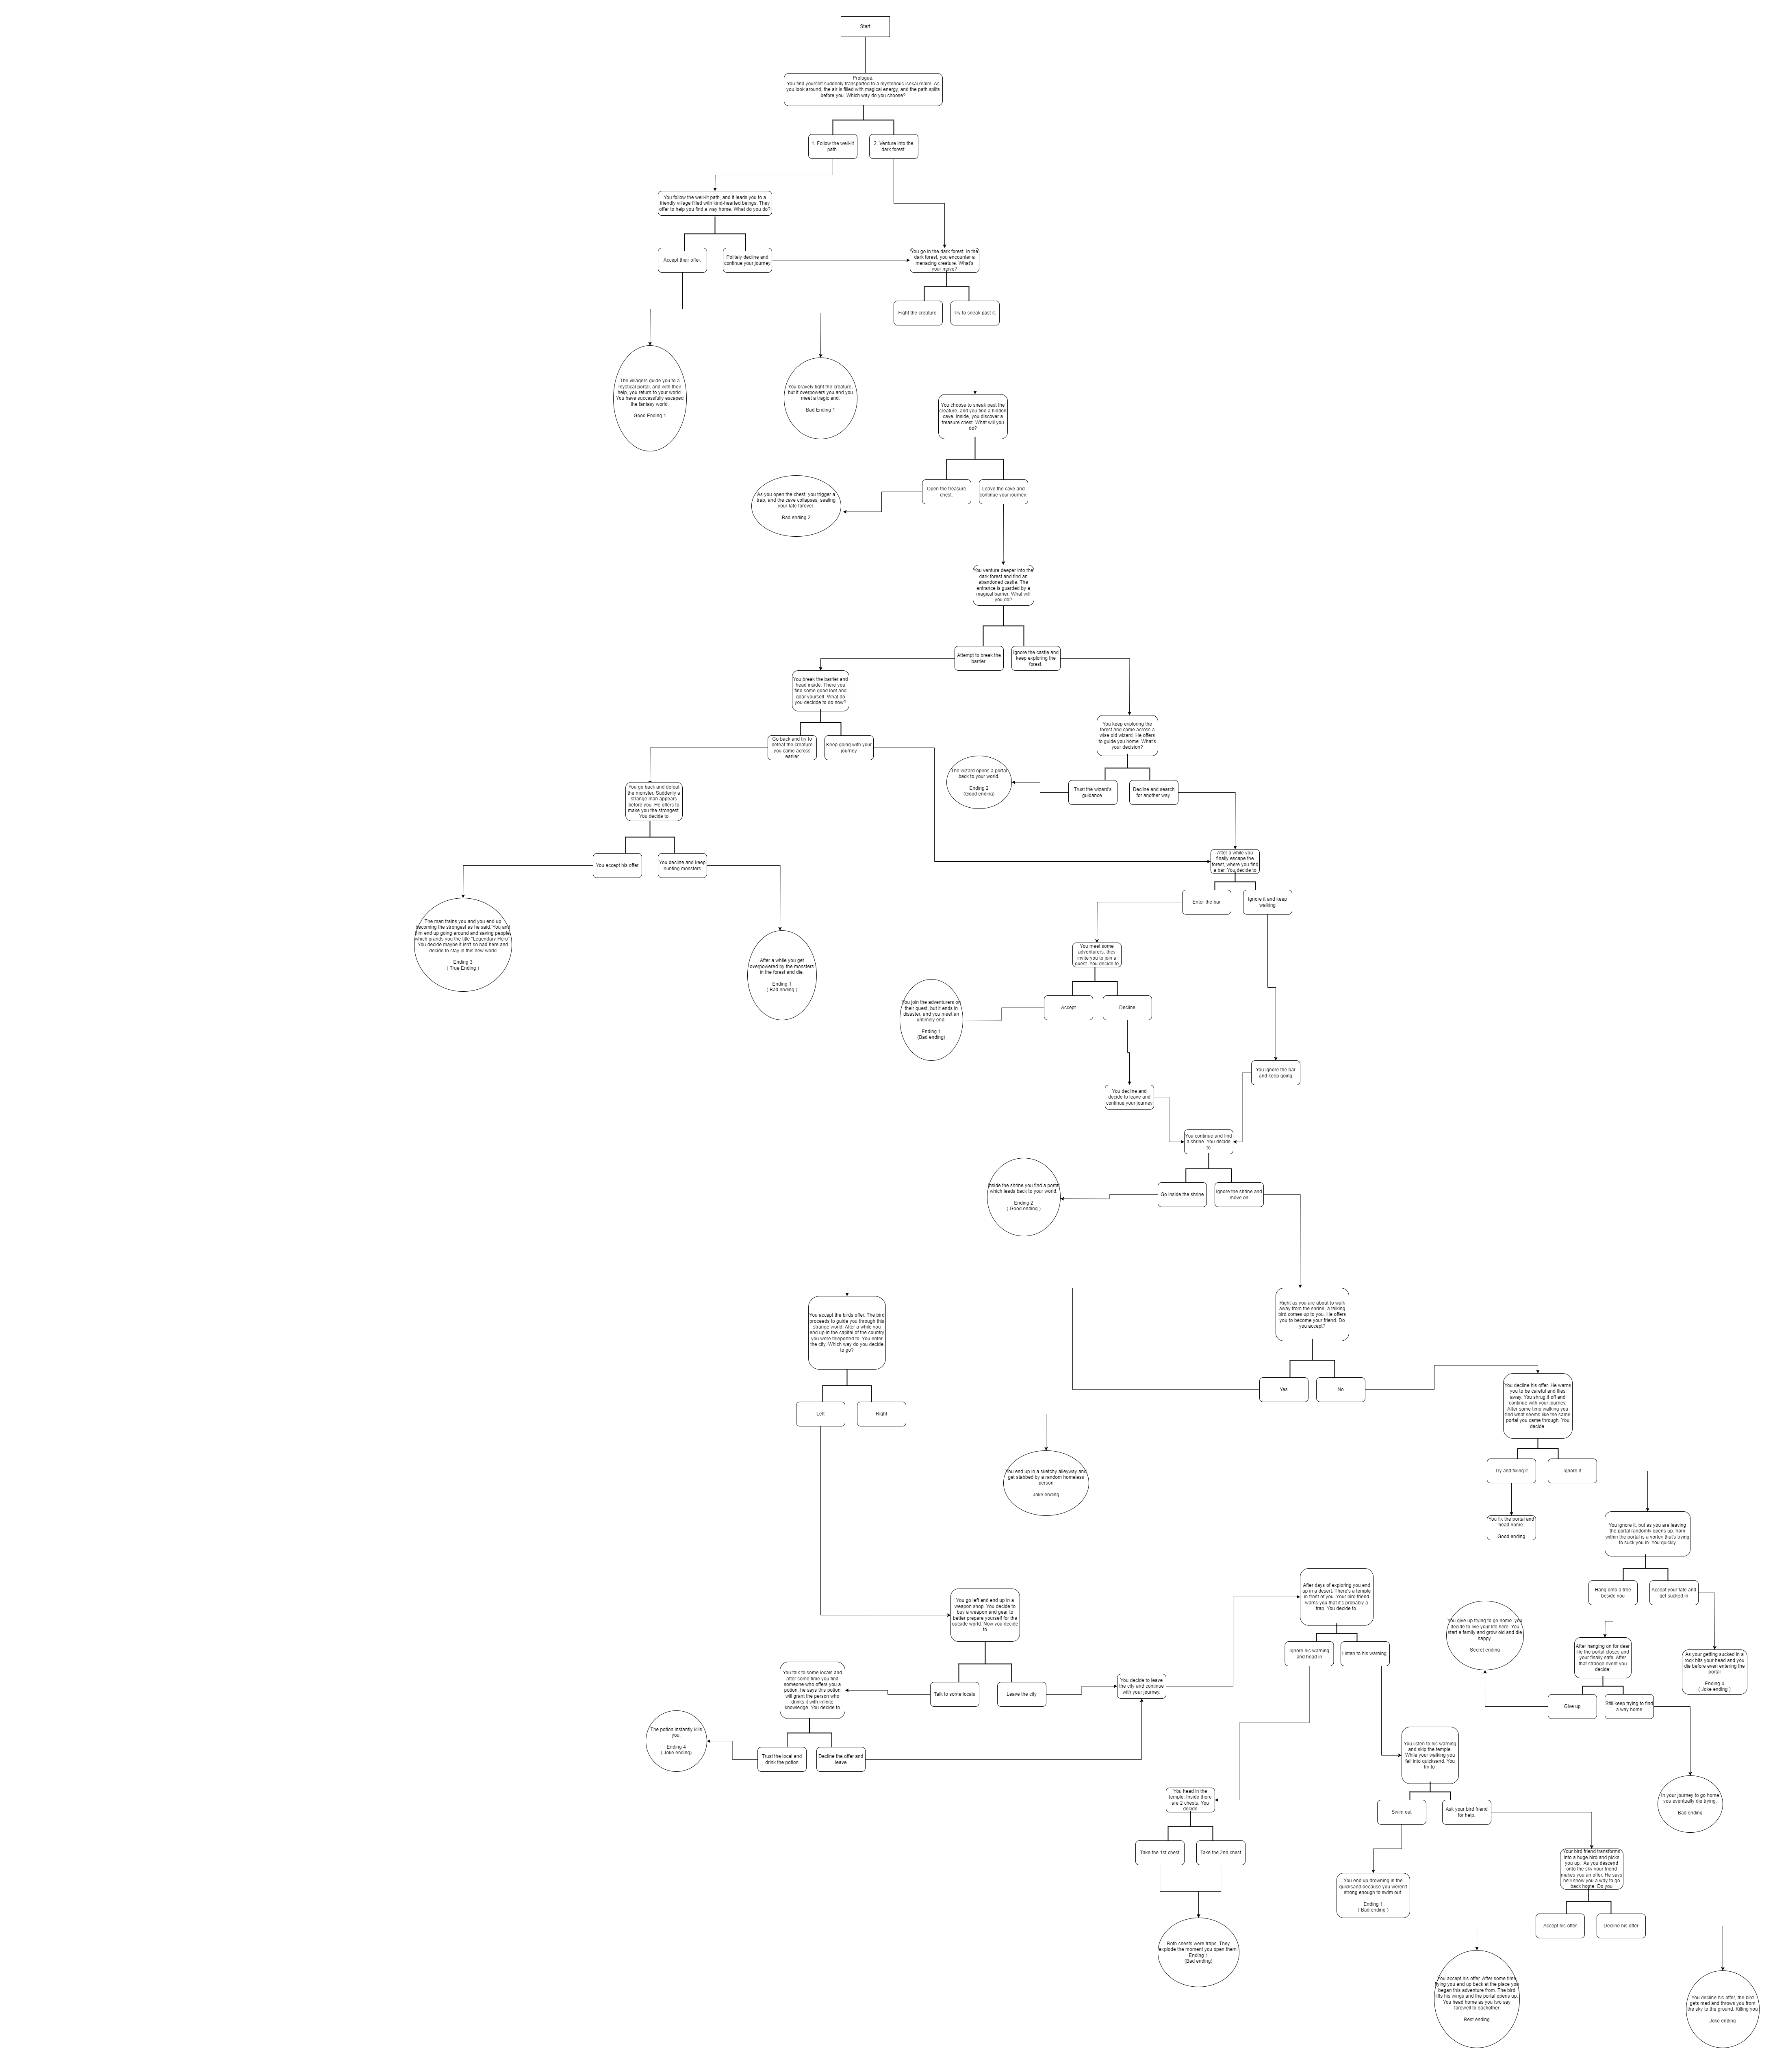 Start
Prologue:
You find yourself suddenly transported to a mysterious isekai realm. As
you look around, the air is filled with magical energy, and the path splits
before you. Which way do you choose?
1. Follow the well-lit
path.
2. Venture into the
dark forest.
You follow the well-lit path, and it leads you to a
friendly village filled with kind-hearted beings. They
offer to help you find a way home. What do you do?
Accept their offer.
Politely decline and
continue your journey
You go in the dark forest. in the
dark forest, you encounter a
menacing creature. What's
your move?
Fight the creature.
Try to sneak past it.
The villagers guide you to a
mystical portal, and with their
help, you return to your world.
You have successfully escaped
the fantasy world
Good Ending 1
You bravely fight the creature,
but it overpowers you and you
meet a tragic end.
Bad Ending 1
You choose to sneak past the
creature, and you find a hidden
cave. Inside, you discover a
treasure chest. What will you
do?
Open the treasure
chest.
Leave the cave and
continue your journey.
As you open the chest, you trigger a
trap, and the cave collapses, sealing
your fate forever.
Bad ending 2
You venture deeper into the
dark forest and find an
abandoned castle. The
entrance is guarded by a
magical barrier. What will
you do?
Attempt to break the
barrier.
Ignore the castle and
keep exploring the
forest.
You break the barrier and
head inside. There you
find some good loot and
gear yourself. What do
you decidde to do now?
Go back and try to
defeat the creature
you came across
earlier
Keep going with your
journey
You keep exploring the
forest and come across a
wise old wizard. He offers
to guide you home. What's
your decision?
Trust the wizard's
guidance.
Decline and search
for another way.
The wizard opens a portal
back to your world.
Ending 2
(Good ending)
You go back and defeat
the monster. Suddenly a
strange man appears
before you. He offers to
make you the strongest.
You decide to
You accept his offer
You decline and keep
hunting monsters
The man trains you and you end up
becoming the strongest as he said. You and
him end up going around and saving people
which grands you the title "Legendary Hero"
You decide maybe it isn't so bad here and
decide to stay in this new world
Ending 3
( True Ending )
After a while you get
overpowered by the monsters
in the forest and die.
Ending 1
( Bad ending )
After a while you
finally escape the
forest, where you find
a bar. You decide to
Enter the bar
Ignore it and keep
walking
You meet some
adventurers, they
invite you to join a
quest. You decide to
Accept
Decline
You join the adventurers on
their quest, but it ends in
disaster, and you meet an
untimely end.
Ending 1
(Bad ending)
You ignore the bar
and keep going
You decline and
decide to leave and
continue your journey
You continue and find
a shrine. You decide
to
Go inside the shrine
Ignore the shrine and
move on
Inside the shrine you find a portal
which leads back to your world.
Ending 2
( Good ending )
Right as you are about to walk
away from the shrine, a talking
bird comes up to you. He offers
you to become your friend. Do
you accept?
Yes
No
You accept the birds offer. The bird
proceeds to guide you through this
strange world. After a while you
end up in the capital of the country
you were teleported to. You enter
the city. Which way do you decide
to go?
Left
Right
You end up in a sketchy alleyway and
get stabbed by a random homeless
person
Joke ending
You decline his offer. He warns
you to be careful and flies
away. You shrug it off and
continue with your journey
After some time walking you
find what seems like the same
portal you came through. You
decide
Try and fixing it
Ignore it
You fix the portal and
head home.
Good ending
You ignore it, but as you are leaving
the portal randomly opens up. from
within the portal is a vortex that's trying
to suck you in. You quickly
Hang onto a tree
beside you
Accept your fate and
get sucked in
As your getting sucked in a
rock hits your head and you
die before even entering the
portal
Ending 4
( Joke ending )
After hanging on for dear
life the portal closes and
your finally safe. After
that strange event you
decide
Give up
Still keep trying to find
a way home
You give up trying to go home. you
decide to live your life here. You
start a family and grow old and die
happy.
Secret ending
In your journey to go home
you eventually die trying
Bad ending
You go left and end up in a
weapon shop. You decide to
buy a weapon and gear to
better prepare yourself for the
outside world. Now you decide
to
Talk to some locals
Leave the city
You talk to some locals and
after some time you find
someone who offers you a
potion, he says this potion
will grant the person who
drinks it with infinite
knowledge. You decide to
Trust the local and
drink the potion
Decline the offer and
leave.
The potion instantly kills
you.
Ending 4
( Joke ending)
You decide to leave
the city and continue
with your journey
After days of exploring you end
up in a desert. There's a temple
in front of you. Your bird friend
warns you that it's probably a
trap. You decide to
Ignore his warning
and head in
Listen to his warning
You head in the
temple. Inside there
are 2 chests. You
decide
Take the 1st chest
Take the 2nd chest
Both chests were traps. They
explode the moment you open them.
Ending 1
(Bad ending)
You listen to his warning
and skip the temple.
While your walking you
fall into quicksand. You
try to
Swim out
Ask your bird friend
for help.
You end up drowning in the
quicksand because you weren't
strong enough to swim out.
Ending 1
( Bad ending )
Your bird friend transforms
into a huge bird and picks
you up. As you descend
onto the sky your friend
makes you an offer. He says
he'll show you a way to go
back home. Do you
Accept his offer
Decline his offer
You accept his offer. After some time
flying you end up back at the place you
began this adventure from. The bird
lifts his wings and the portal opens up.
You head home as you two say
farewell to eachother
Best ending
You decline his offer, the bird
gets mad and throws you from
the sky to the ground. Killing you
Joke ending